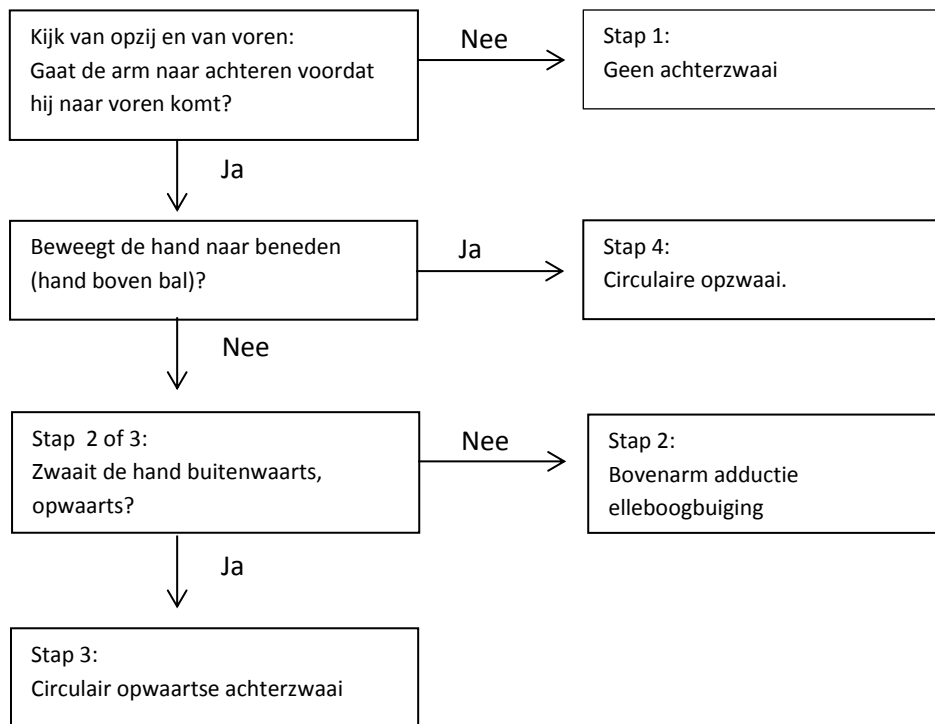 Kijk van opzij en van voren:
Gaat de arm naar achteren voordat
hij naar voren komt?
Nee
Stap 1:
Geen achterzwaai
Ja
Beweegt de hand naar beneden
(hand boven bal)?
Ja
Stap 4:
Circulaire opzwaai.
Nee
Stap 2 of 3:
Zwaait de hand buitenwaarts,
opwaarts?
Nee
Stap 2:
Bovenarm adductie
elleboogbuiging
Ja
Stap 3:
Circulair opwaartse achterzwaai